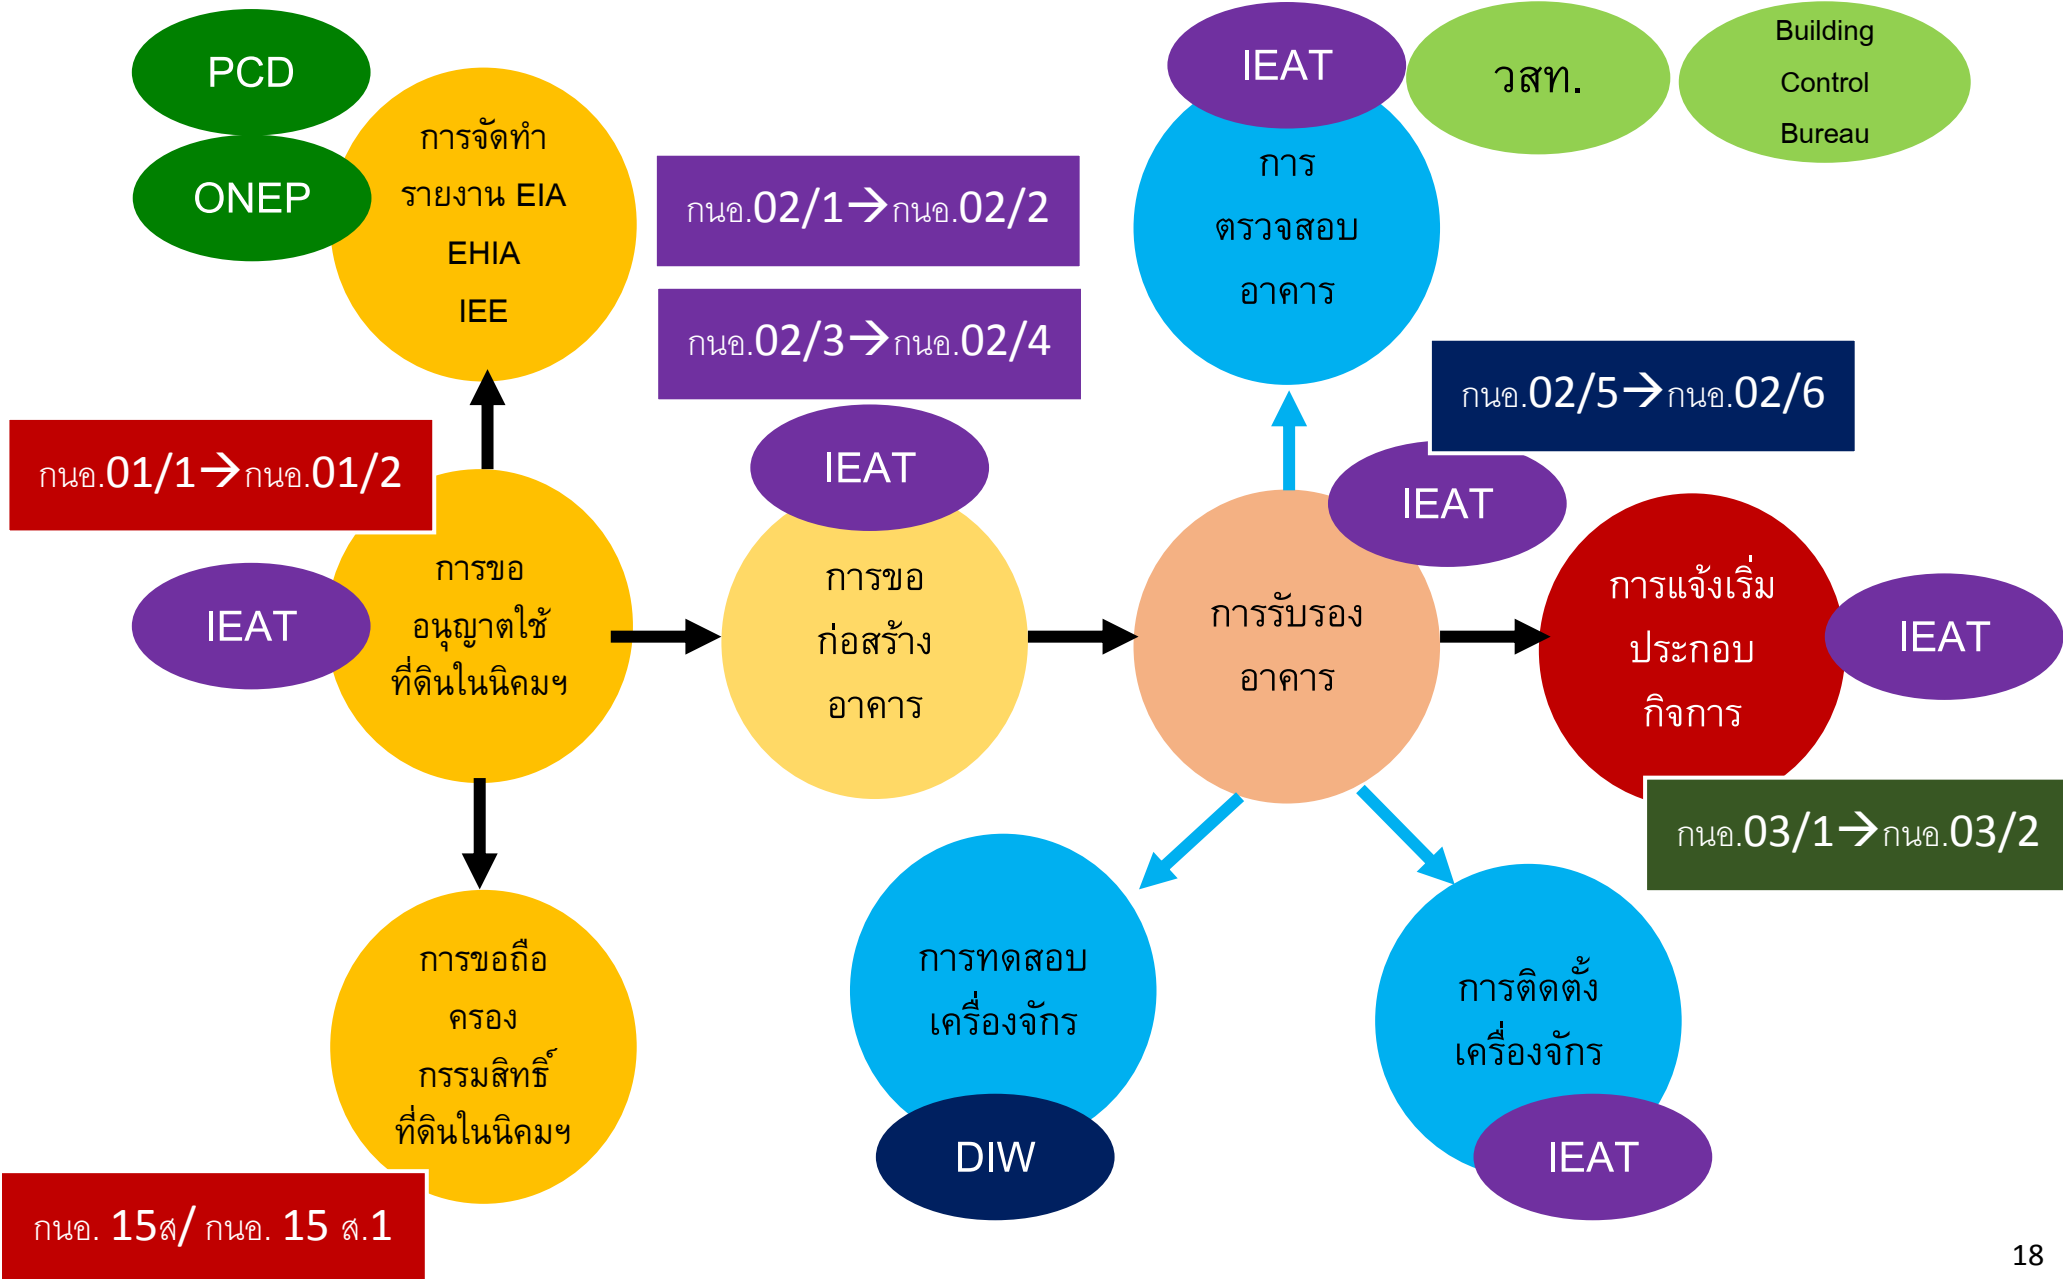 PCD
ONEP
การจัดทำ
รายงาน EIA
EHIA
IEE
กนอ.02/1→กนอ.02/2
กนอ.02/3→กนอ.02/4
IEAT
วสท.
Building
Control
Bureau
การ
ตรวจสอบ
อาคาร
กนอ.02/5→กนอ.02/6
กนอ.01/1→กนอ.01/2
IEAT
การขอ
อนุญาตใช้
ที่ดินในนิคมฯ
IEAT
การขอ
ก่อสร้าง
อาคาร
IEAT
การรับรอง
อาคาร
การแจ้งเริ่ม
ประกอบ
กิจการ
IEAT
กนอ.03/1→กนอ.03/2
การขอถือ
ครอง
กรรมสิทธิ์
ที่ดินในนิคมฯ
กนอ. 15ส/ กนอ. 15 ส.1
การทดสอบ
เครื่องจักร
DIW
การติดตั้ง
เครื่องจักร
IEAT
18